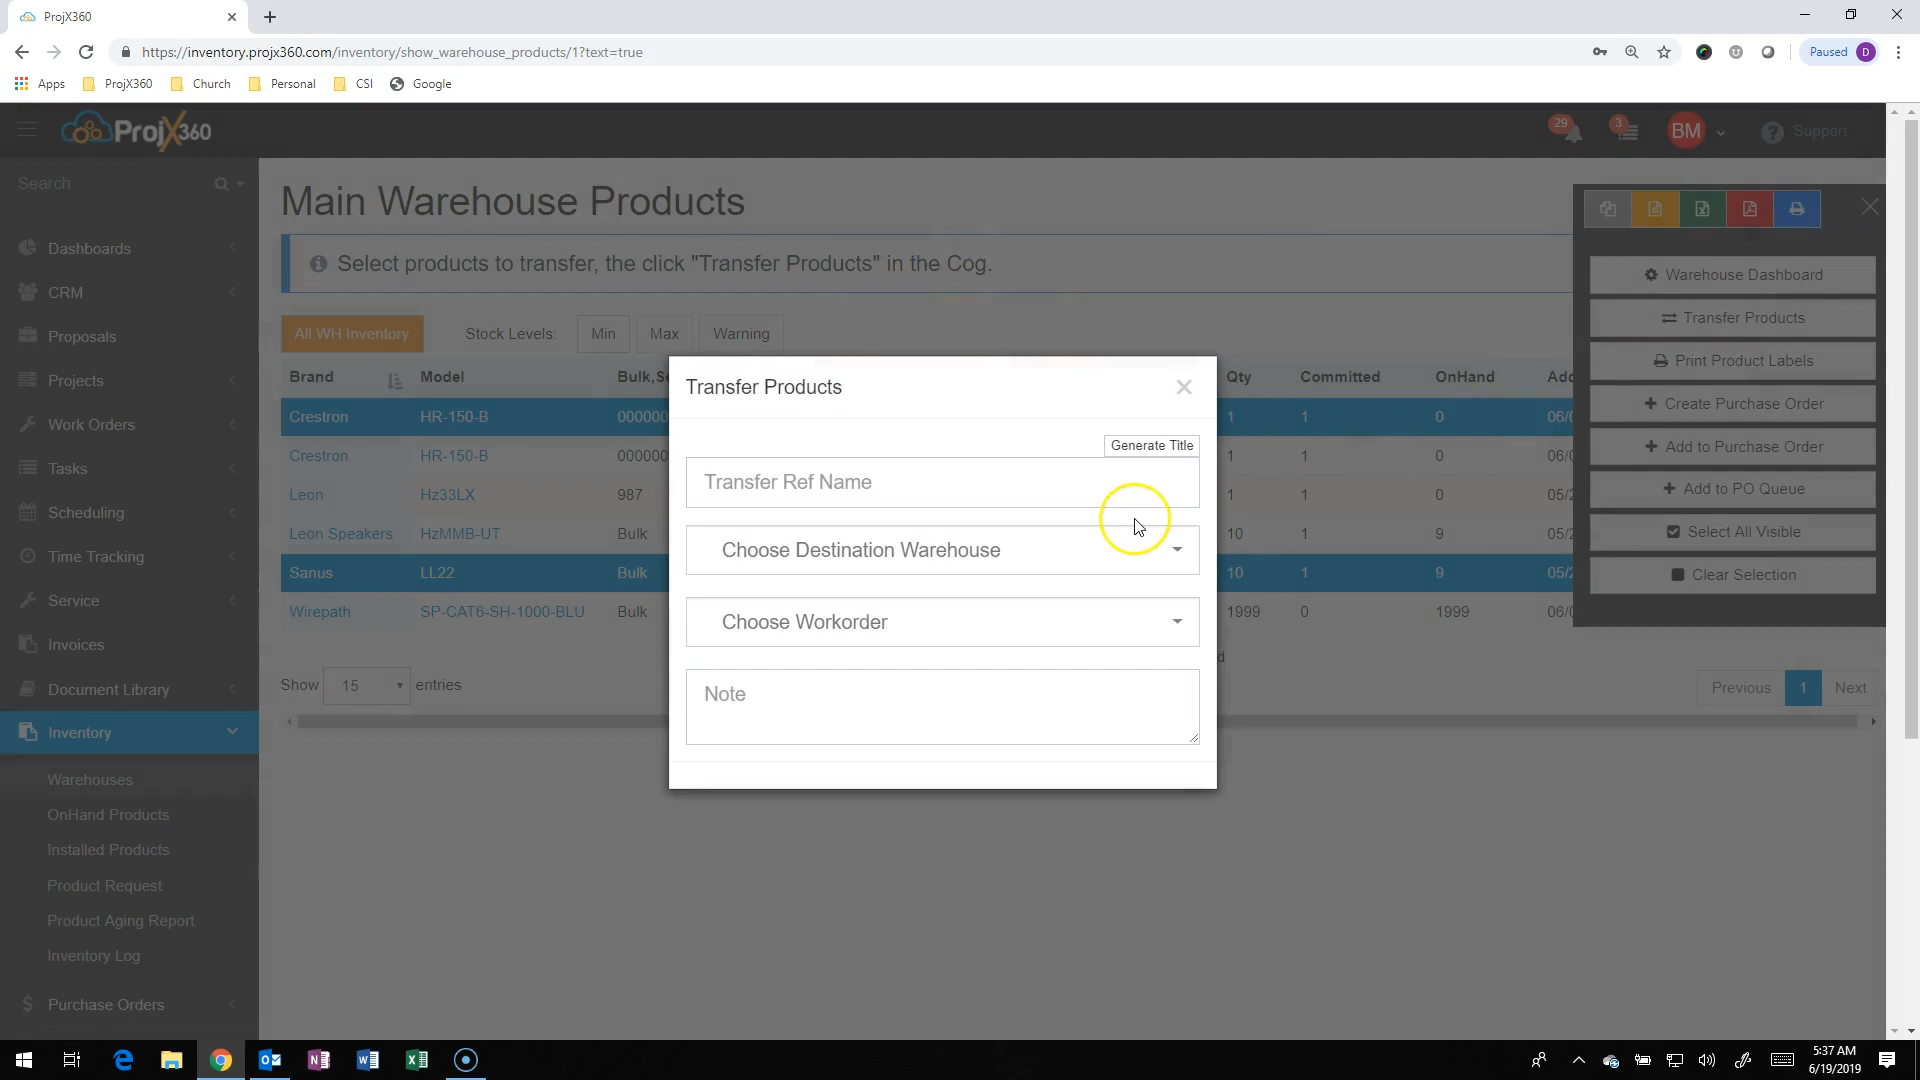 ProjX360
https://inventory.projx360.com/inventory/show_warehouse_products/1?text=true
Paused D
Apps ProjX360 Church Personal CSI Google
ProjX360
29 3 BM Support
Search
Dashboards
CRM
Proposals
Projects
Work Orders
Tasks
Scheduling
Time Tracking
Service
Invoices
Document Library
Inventory
Warehouses
OnHand Products
Installed Products
Product Request
Product Aging Report
Inventory Log
Purchase Orders
Main Warehouse Products
Select products to transfer, the click "Transfer Products" in the Cog.
All WH Inventory Stock Levels: Min Max Warning
Brand Model Qty Committed OnHand
Crestron HR-150-B 1 1 0
Crestron HR-150-B 1 1 0
Leon Hz33LX 987 1 1 0
Leon Speakers HzMMB-UT Bulk 10 1 9
Sanus LL22 Bulk 10 1 9
Wirepath SP-CAT6-SH-1000-BLU Bulk 1999 0 1999
Show 15 entries
Previous 1 Next
Transfer Products
Generate Title
Transfer Ref Name
Choose Destination Warehouse
Choose Workorder
Note
Warehouse Dashboard
Transfer Products
Print Product Labels
Create Purchase Order
Add to Purchase Order
Add to PO Queue
Select All Visible
Clear Selection
5:37 AM
6/19/2019